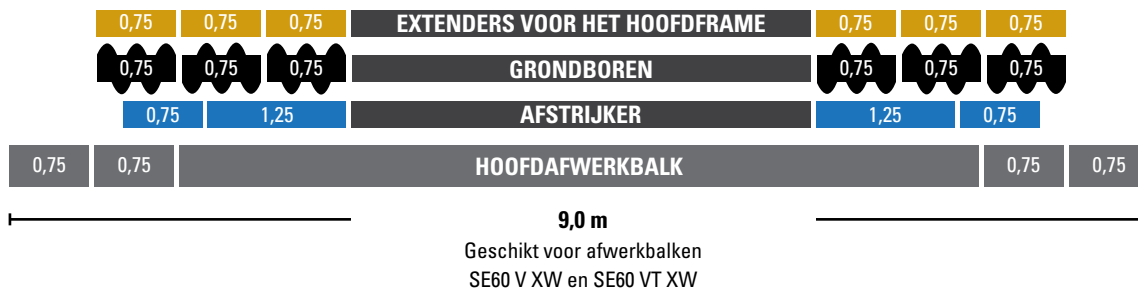 0,75 0,75 0,75 EXTENDERS VOOR HET HOOFDFRAME 0,75 0,75 0,75
0,75 0,75 0,75 GRONDBOREN 0,75 0,75 0,75
0,75 1,25 AFSTRIJKER 1,25 0,75
0,75 0,75 HOOFDAFWERKBALK 0,75 0,75
9,0 m
Geschikt voor afwerkbalken
SE60 V XW en SE60 VT XW